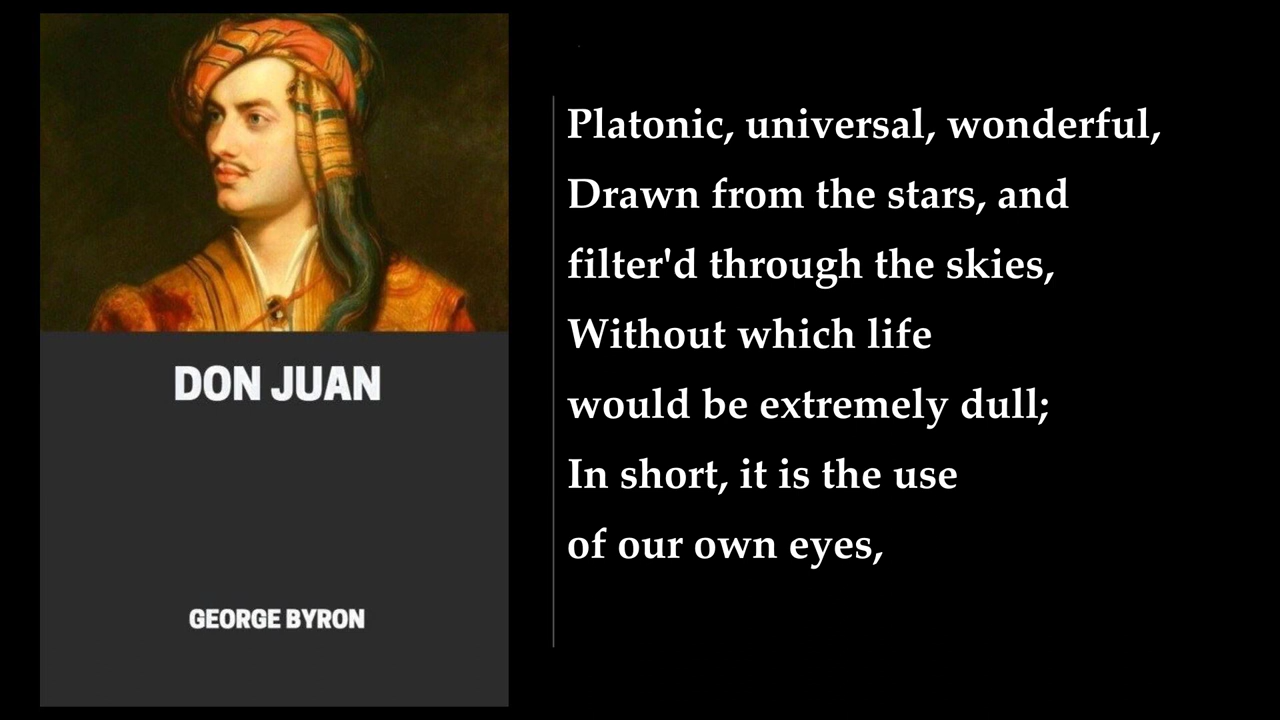 DON JUAN
GEORGE BYRON
Platonic, universal, wonderful,
Drawn from the stars, and
filter'd through the skies,
Without which life
would be extremely dull;
In short, it is the use
of our own eyes,